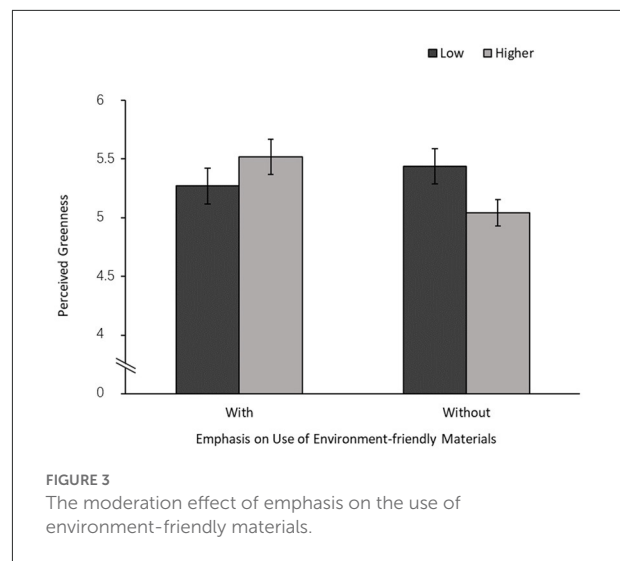 Low Higher
6
5.5
5
4.5
4
0
Perceived Greenness
With Without
Emphasis on Use of Environment-friendly Materials
FIGURE 3
The moderation effect of emphasis on the use of
environment-friendly materials.